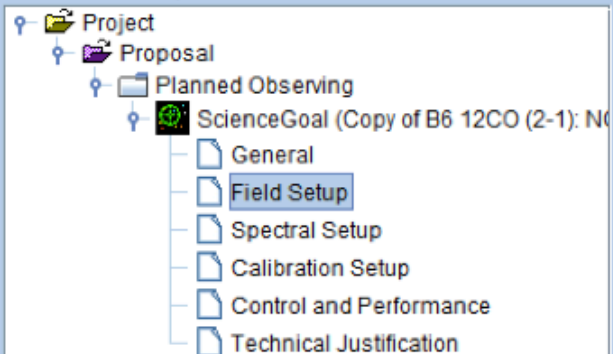 Project
Proposal
Planned Observing
ScienceGoal (Copy of B6 12CO (2-1):
General
Field Setup
Spectral Setup
Calibration Setup
Control and Performance
Technical Justification